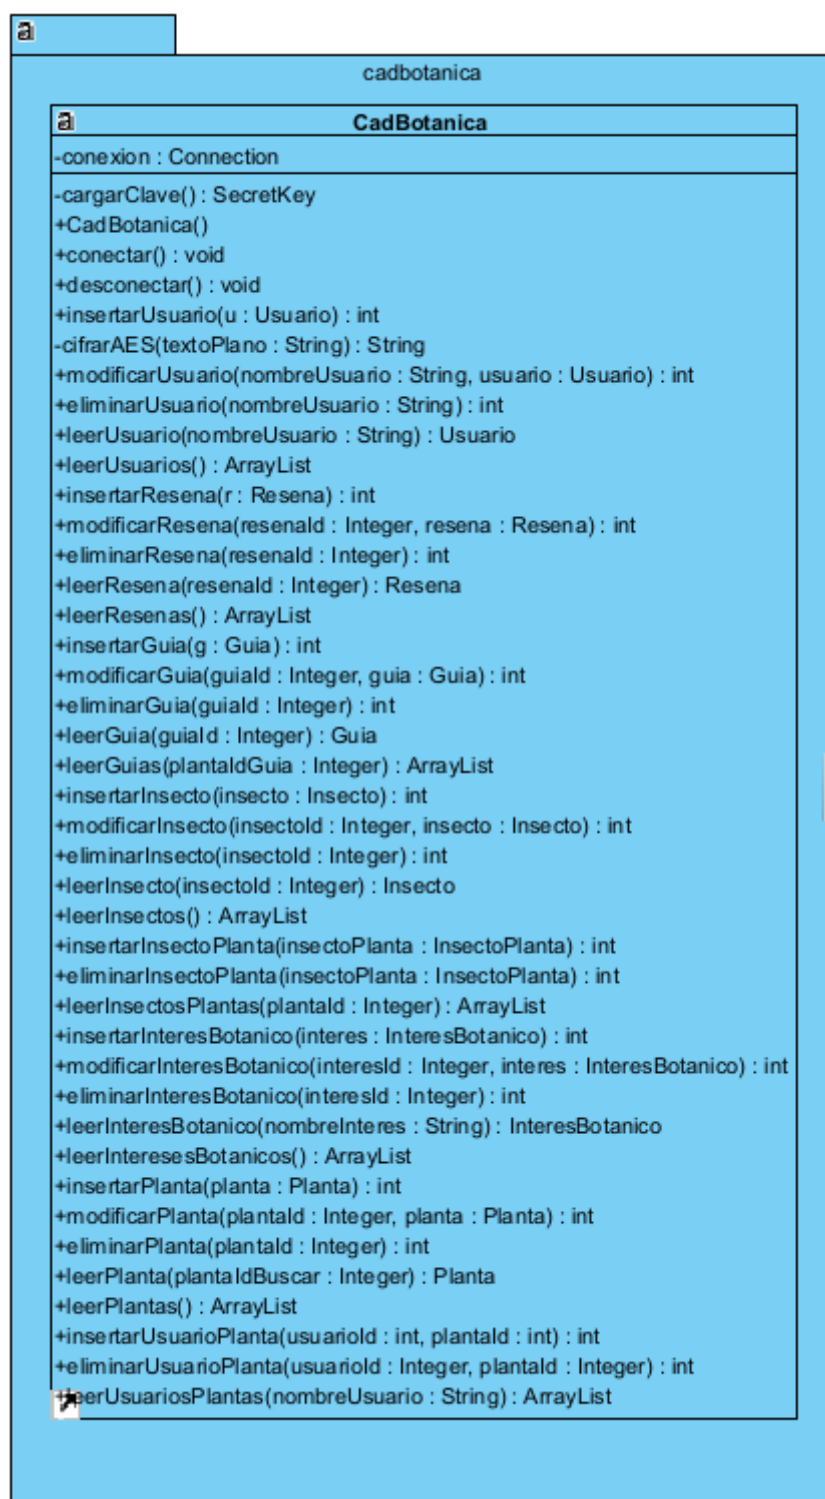 a
cadbotanica
a CadBotanica
-conexion : Connection
-cargarClave() : SecretKey
+CadBotanica()
+conectar() : void
+desconectar() : void
+insertarUsuario(u : Usuario) : int
-cifrarAES(textoPlano : String) : String
+modificarUsuario(nombreUsuario : String, usuario : Usuario) : int
+eliminarUsuario(nombreUsuario : String) : int
+leerUsuario(nombreUsuario : String) : Usuario
+leerUsuarios() : ArrayList
+insertarResena(r : Resena) : int
+modificarResena(resenaId : Integer, resena : Resena) : int
+eliminarResena(resenaId : Integer) : int
+leerResena(resenaId : Integer) : Resena
+leerResenas() : ArrayList
+insertarGuia(g : Guia) : int
+modificarGuia(guiaId : Integer, guia : Guia) : int
+eliminarGuia(guiaId : Integer) : int
+leerGuia(guiaId : Integer) : Guia
+leerGuias(plantaIdGuia : Integer) : ArrayList
+insertarInsecto(insecto : Insecto) : int
+modificarInsecto(insectoId : Integer, insecto : Insecto) : int
+eliminarInsecto(insectoId : Integer) : int
+leerInsecto(insectoId : Integer) : Insecto
+leerInsectos() : ArrayList
+insertarInsectoPlanta(insectoPlanta : InsectoPlanta) : int
+eliminarInsectoPlanta(insectoPlanta : InsectoPlanta) : int
+leerInsectosPlantas(plantaId : Integer) : ArrayList
+insertarInteresBotanico(interes : InteresBotanico) : int
+modificarInteresBotanico(interesId : Integer, interes : InteresBotanico) : int
+eliminarInteresBotanico(interesId : Integer) : int
+leerInteresBotanico(nombreInteres : String) : InteresBotanico
+leerInteresesBotanicos() : ArrayList
+insertarPlanta(planta : Planta) : int
+modificarPlanta(plantaId : Integer, planta : Planta) : int
+eliminarPlanta(plantaId : Integer) : int
+leerPlanta(plantaIdBuscar : Integer) : Planta
+leerPlantas() : ArrayList
+insertarUsuarioPlanta(usuarioId : int, plantaId : int) : int
+eliminarUsuarioPlanta(usuarioId : Integer, plantaId : Integer) : int
+leerUsuariosPlantas(nombreUsuario : String) : ArrayList